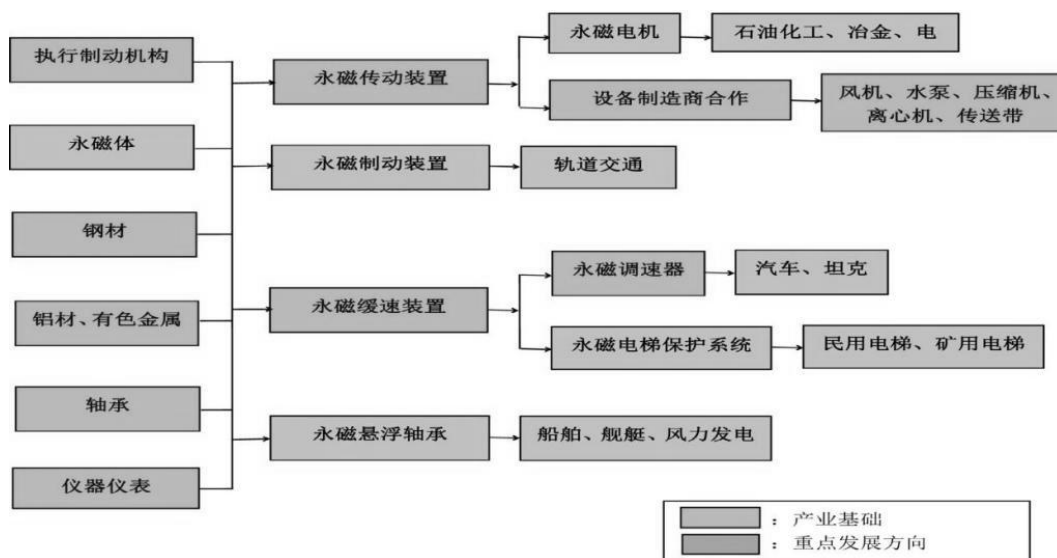 执行制动机构
永磁体
钢材
铝材、有色金属
轴承
仪器仪表
永磁传动装置
永磁制动装置
永磁缓速装置
永磁悬浮轴承
永磁电机
石油化工、冶金、电
设备制造商合作
风机、水泵、压缩机、
离心机、传送带
轨道交通
永磁调速器
汽车、坦克
永磁电梯保护系统
民用电梯、矿用电梯
船舶、舰艇、风力发电
：产业基础
：重点发展方向